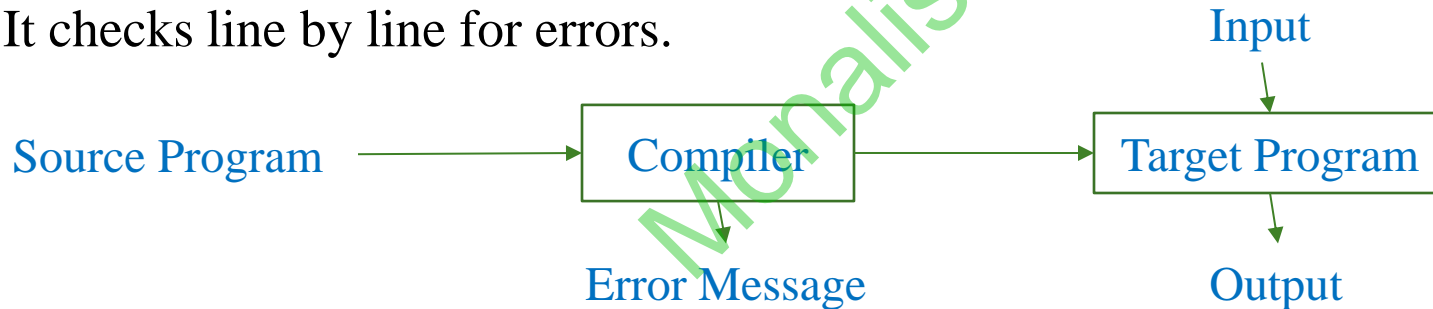 It checks line by line for errors.
Input
Source Program
Compiler
Target Program
Error Message
Output